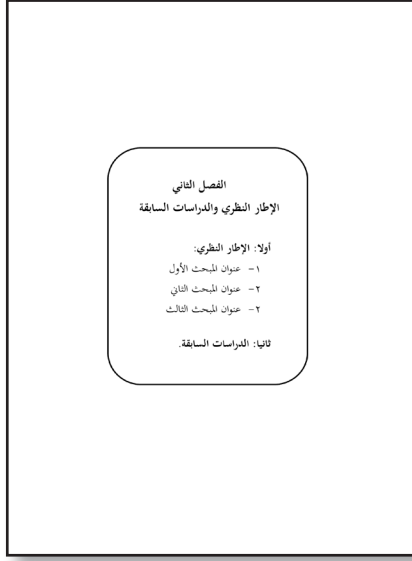 الفصل الثاني
الإطار النظري والدراسات السابقة
أولا: الإطار النظري:
١- عنوان المبحث الأول
٢- عنوان المبحث الثاني
٢- عنوان المبحث الثالث
ثانيا: الدراسات السابقة.